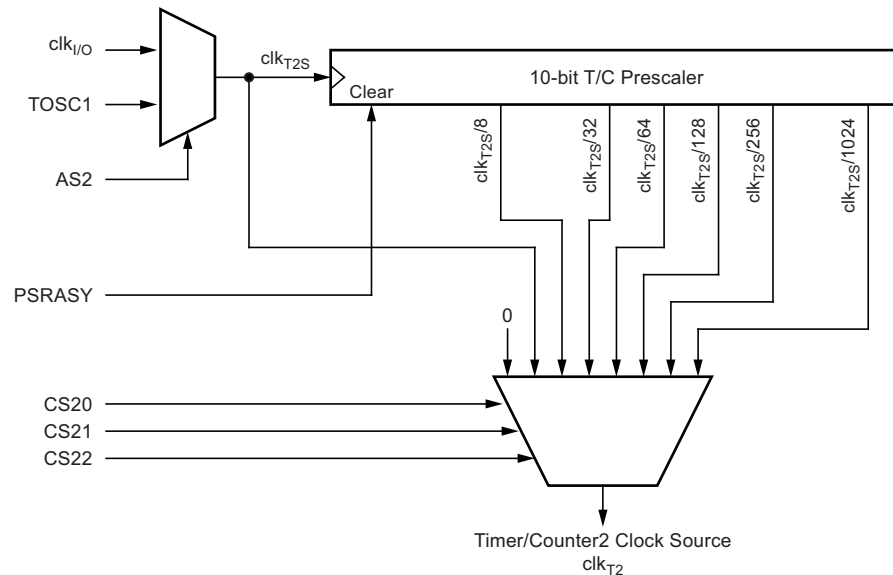 clkI/O
clkT2S
10-bit T/C Prescaler
Clear
TOSC1
clkT2S/8
clkT2S/32
clkT2S/64
clkT2S/128
clkT2S/256
clkT2S/1024
AS2
PSRASY
0
CS20
CS21
CS22
Timer/Counter2 Clock Source
clkT2